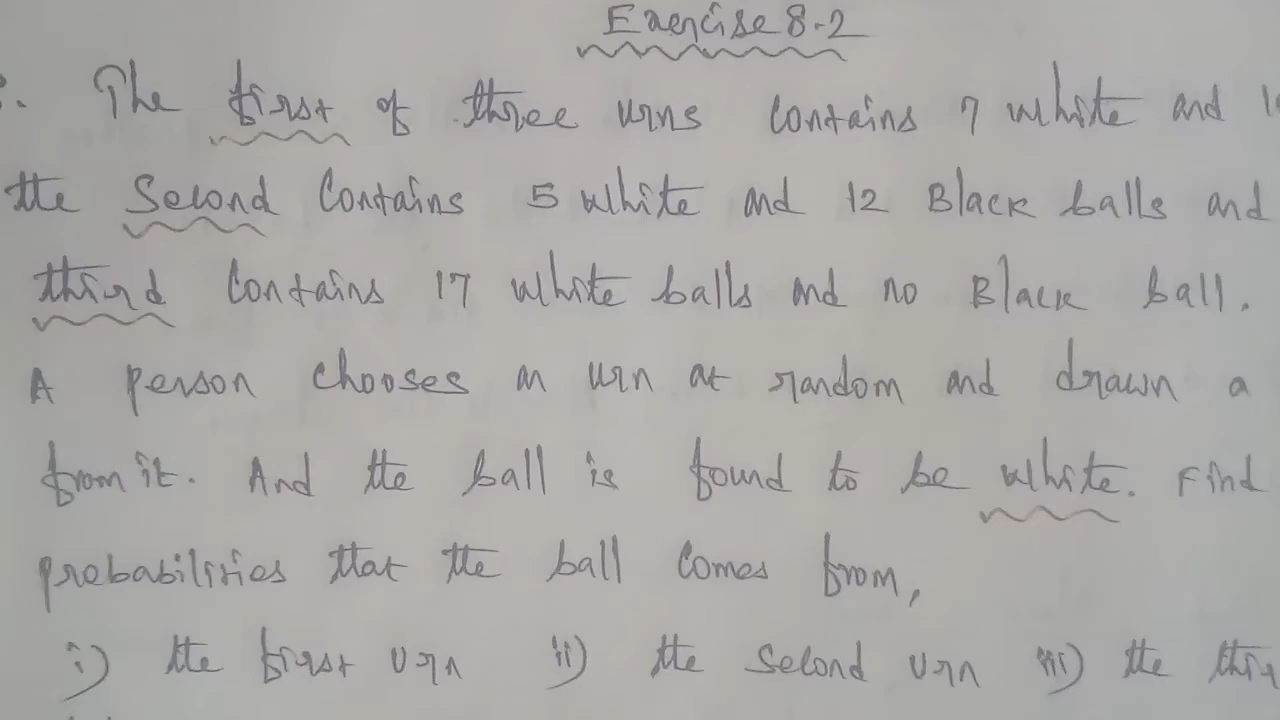 Exercise 8.2
The first of three urns contains 7 white and
the Second Contains 5 white and 12 Black balls and
third Contains 17 white balls and no Black ball.
A person chooses an urn at random and drawn a
from it. And the ball is found to be white. Find
probabilities that the ball comes from,
i) the first Urn ii) the Second Urn iii) the